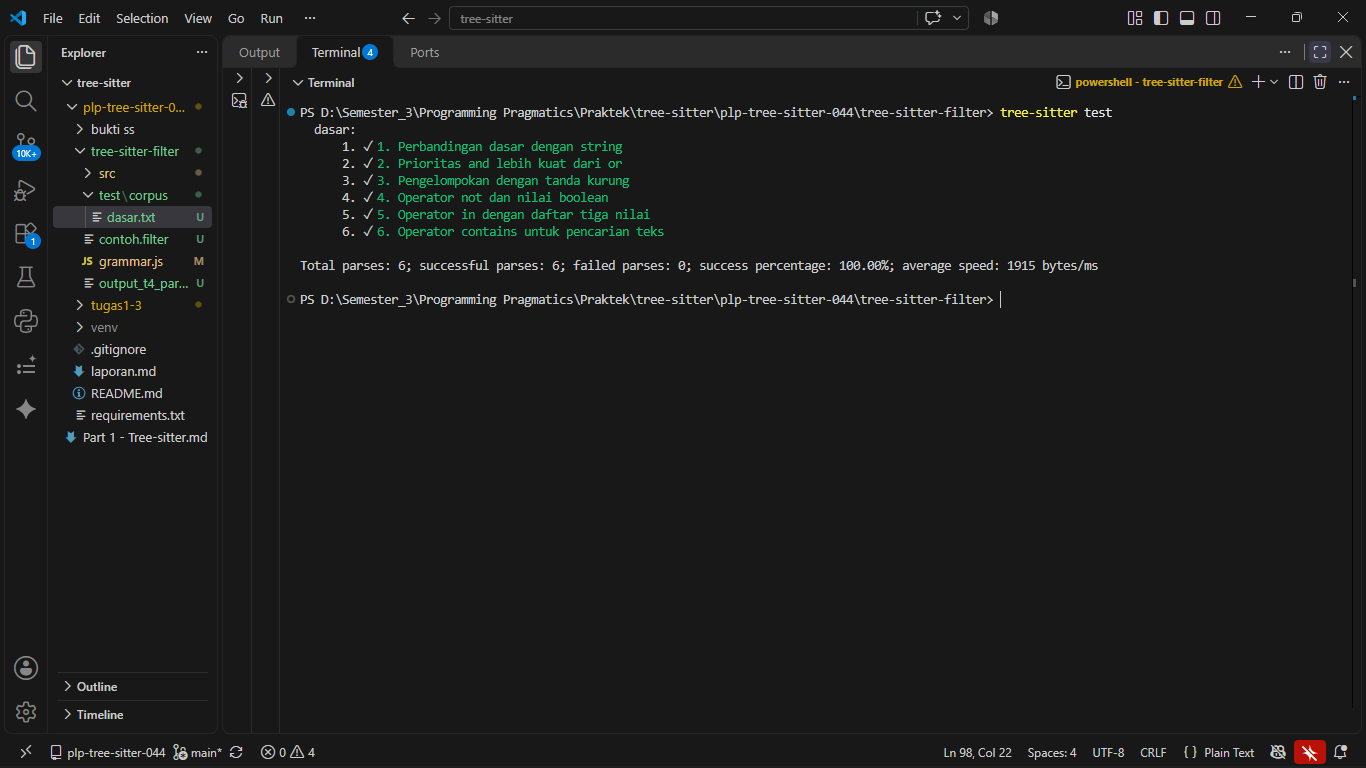 File Edit Selection View Go Run ···
tree-sitter
Explorer ···
tree-sitter
plp-tree-sitter-0...
bukti ss
tree-sitter-filter
src
test\corpus
dasar.txt U
contoh.filter U
JS grammar.js M
output_t4_par... U
tugas1-3
venv
.gitignore
laporan.md
README.md
requirements.txt
Part 1 - Tree-sitter.md
Outline
Timeline
10K+
1
Output Terminal 4 Ports ···
Terminal
powershell - tree-sitter-filter ···
PS D:\Semester_3\Programming Pragmatics\Praktek\tree-sitter\plp-tree-sitter-044\tree-sitter-filter> tree-sitter test
dasar:
1. ✓ 1. Perbandingan dasar dengan string
2. ✓ 2. Prioritas and lebih kuat dari or
3. ✓ 3. Pengelompokan dengan tanda kurung
4. ✓ 4. Operator not dan nilai boolean
5. ✓ 5. Operator in dengan daftar tiga nilai
6. ✓ 6. Operator contains untuk pencarian teks
Total parses: 6; successful parses: 6; failed parses: 0; success percentage: 100.00%; average speed: 1915 bytes/ms
PS D:\Semester_3\Programming Pragmatics\Praktek\tree-sitter\plp-tree-sitter-044\tree-sitter-filter>
plp-tree-sitter-044 main* 0 4 Ln 98, Col 22 Spaces: 4 UTF-8 CRLF { } Plain Text